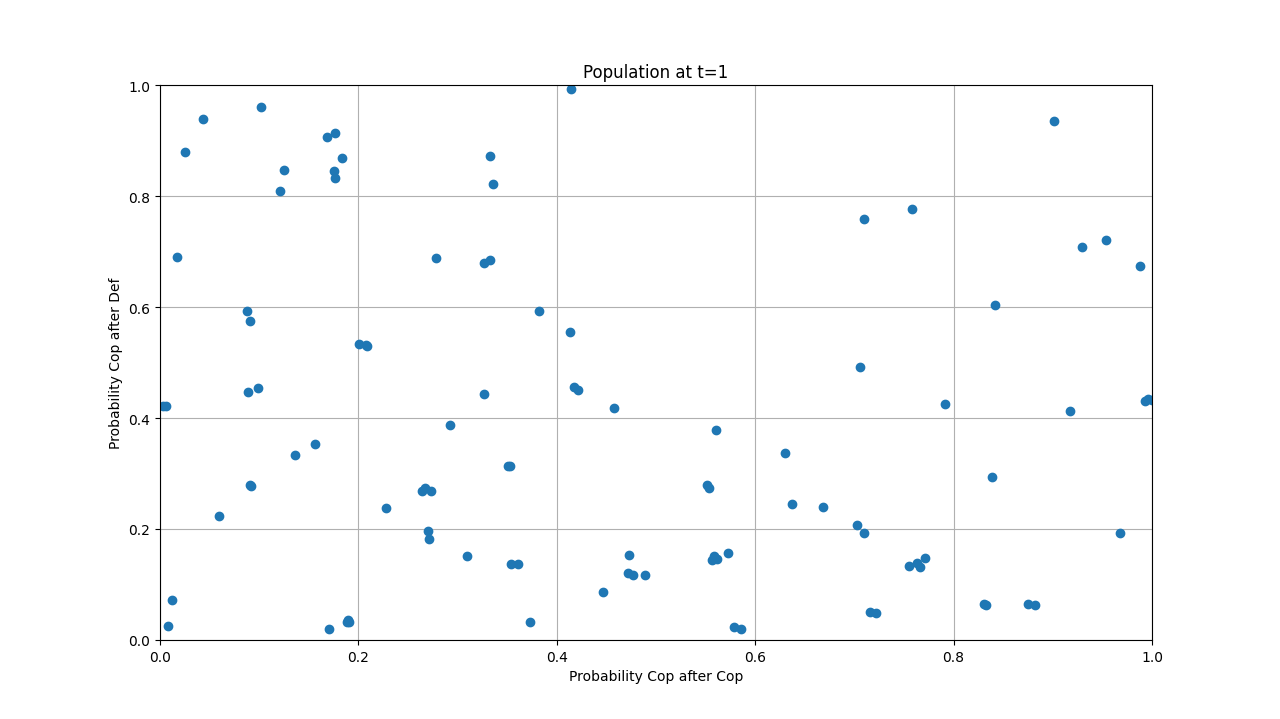 Population at t=1
1.0
0.8
0.6
0.4
0.2
0.0
Probability Cop after Def
0.0 0.2 0.4 0.6 0.8 1.0
Probability Cop after Cop